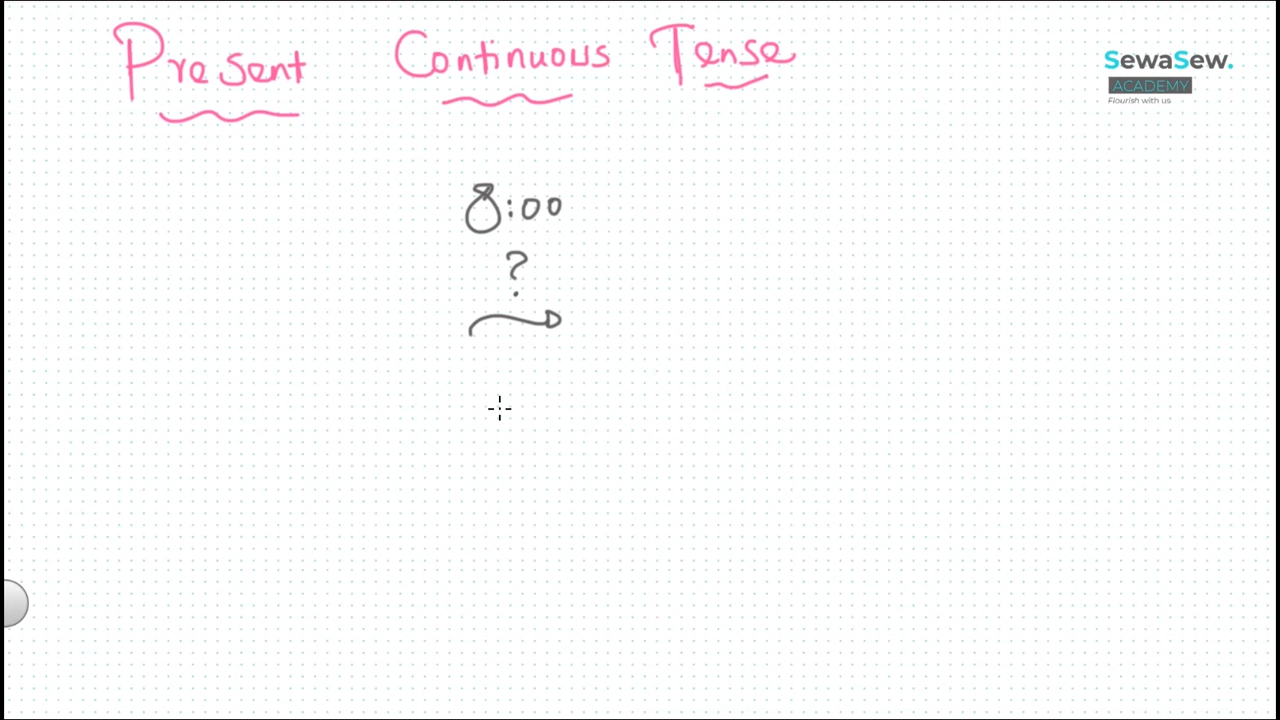 Present Continuous Tense
SewaSew.
ACADEMY
Flourish with us
8:00
?